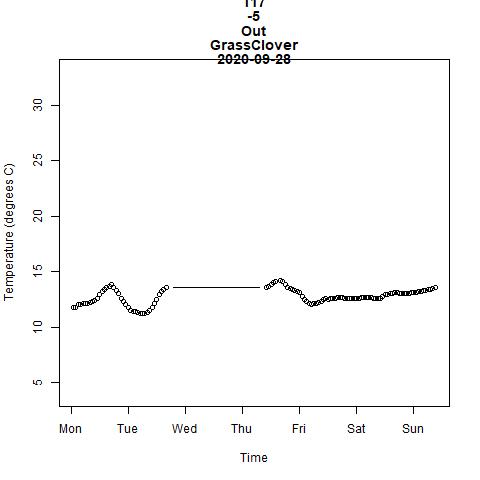 117
-5
Out
GrassClover
2020-09-28
30
25
20
15
10
5
Temperature (degrees C)
Mon Tue Wed Thu Fri Sat Sun
Time